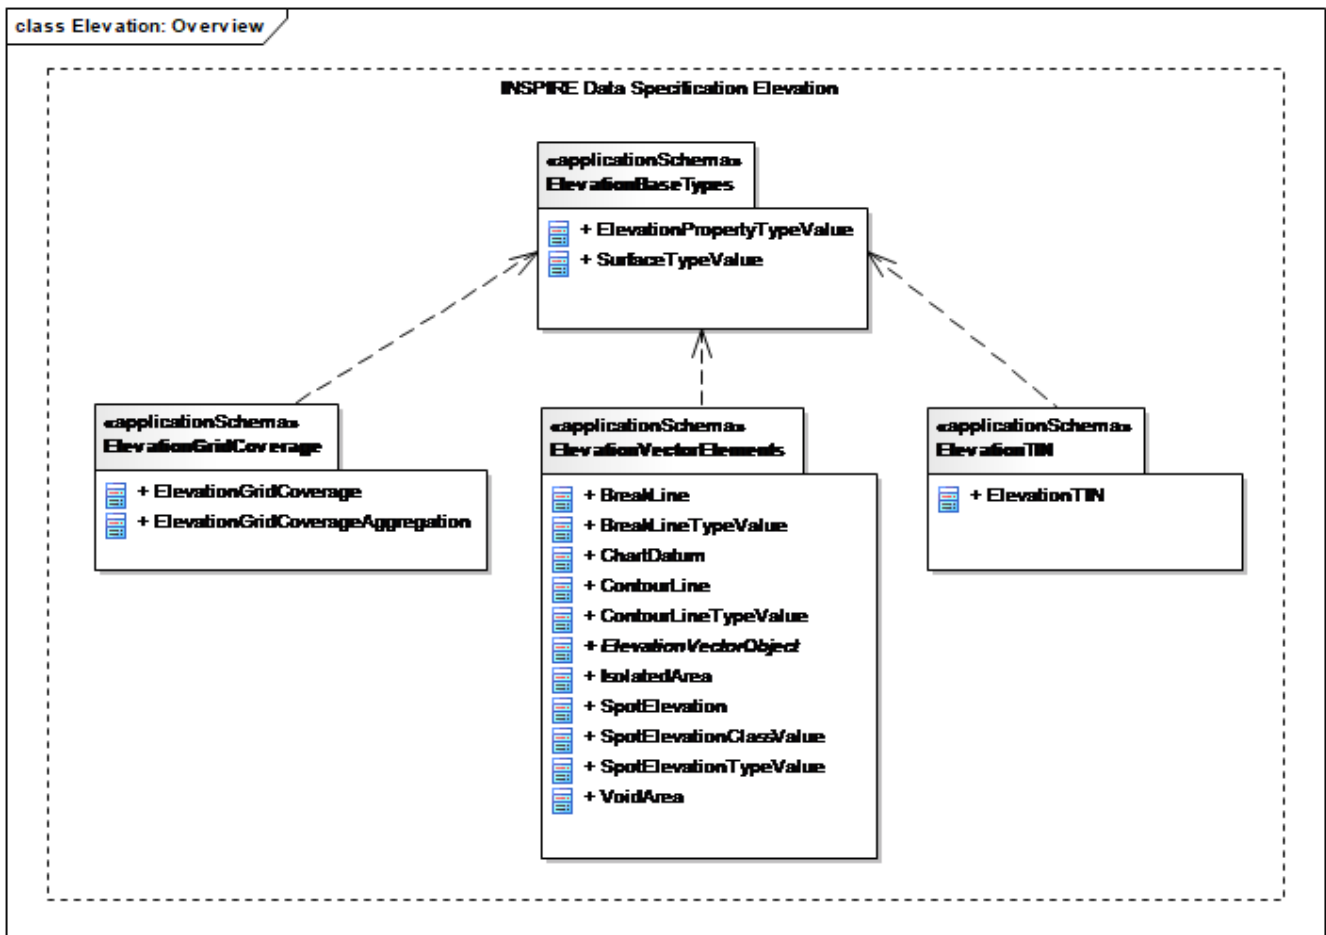 class Elevation: Overview
INSPIRE Data Specification Elevation
«applicationSchema»
ElevationBaseTypes
+ ElevationPropertyTypeValue
+ SurfaceTypeValue
«applicationSchema»
ElevationGridCoverage
+ ElevationGridCoverage
+ ElevationGridCoverageAggregation
«applicationSchema»
ElevationVectorElements
+ BreakLine
+ BreakLineTypeValue
+ ChartDatum
+ ContourLine
+ ContourLineTypeValue
+ ElevationVectorObject
+ IsolatedArea
+ SpotElevation
+ SpotElevationClassValue
+ SpotElevationTypeValue
+ VoidArea
«applicationSchema»
ElevationTIN
+ ElevationTIN